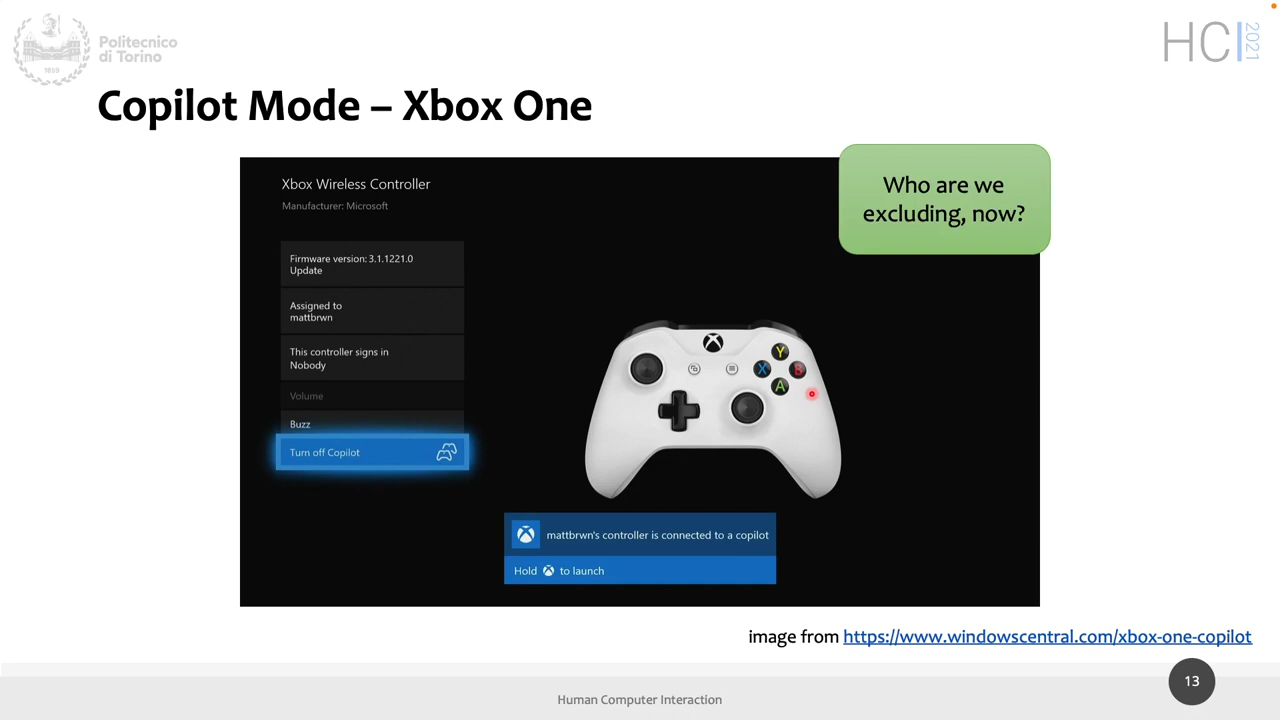 Politecnico
di Torino
1859
HCI
2021
Copilot Mode – Xbox One
Who are we
excluding, now?
Xbox Wireless Controller
Manufacturer: Microsoft
Firmware version: 3.1.1221.0
Update
Assigned to
mattbrwn
This controller signs in
Nobody
Volume
Buzz
Turn off Copilot
Y
X
B
A
mattbrwn's controller is connected to a copilot
Hold to launch
image from https://www.windowscentral.com/xbox-one-copilot
Human Computer Interaction
13